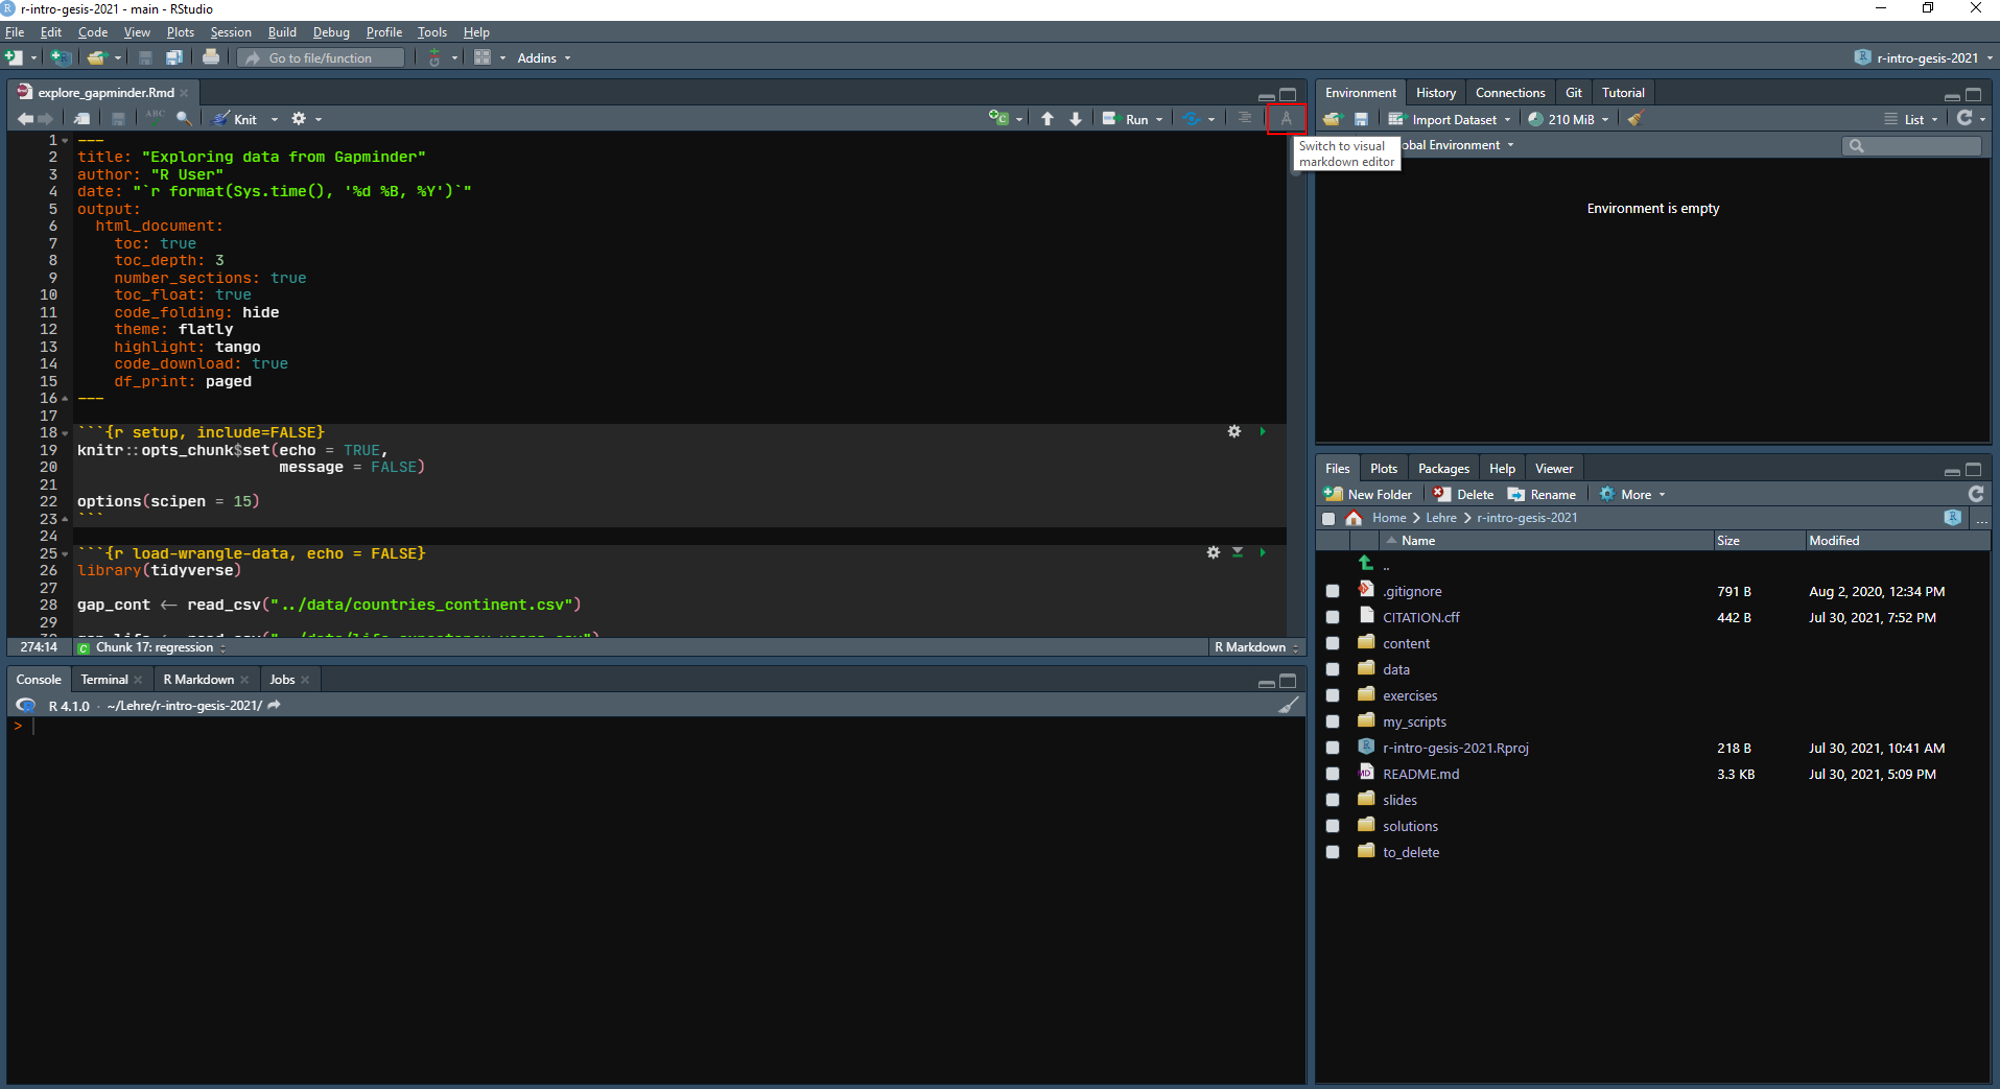 r-intro-gesis-2021 - main - RStudio
File Edit Code View Plots Session Build Debug Profile Tools Help
Go to file/function Addins r-intro-gesis-2021
explore_gapminder.Rmd
ABC Knit Run
1 ---
2 title: "Exploring data from Gapminder"
3 author: "R User"
4 date: "`r format(Sys.time(), '%d %B, %Y')`"
5 output:
6 html_document:
7 toc: true
8 toc_depth: 3
9 number_sections: true
10 toc_float: true
11 code_folding: hide
12 theme: flatly
13 highlight: tango
14 code_download: true
15 df_print: paged
16 ---
17
18 ```{r setup, include=FALSE}
19 knitr::opts_chunk$set(echo = TRUE,
20 message = FALSE)
21
22 options(scipen = 15)
23 ```
24
25 ```{r load-wrangle-data, echo = FALSE}
26 library(tidyverse)
27
28 gap_cont <- read_csv("../data/countries_continent.csv")
29
274:14 Chunk 17: regression R Markdown
Console Terminal R Markdown Jobs
R 4.1.0 · ~/Lehre/r-intro-gesis-2021/
>
Environment History Connections Git Tutorial
Import Dataset 210 MiB List
Switch to visual
markdown editor
obal Environment
Environment is empty
Files Plots Packages Help Viewer
New Folder Delete Rename More
Home > Lehre > r-intro-gesis-2021 ...
Name Size Modified
..
.gitignore 791 B Aug 2, 2020, 12:34 PM
CITATION.cff 442 B Jul 30, 2021, 7:52 PM
content
data
exercises
my_scripts
r-intro-gesis-2021.Rproj 218 B Jul 30, 2021, 10:41 AM
README.md 3.3 KB Jul 30, 2021, 5:09 PM
slides
solutions
to_delete